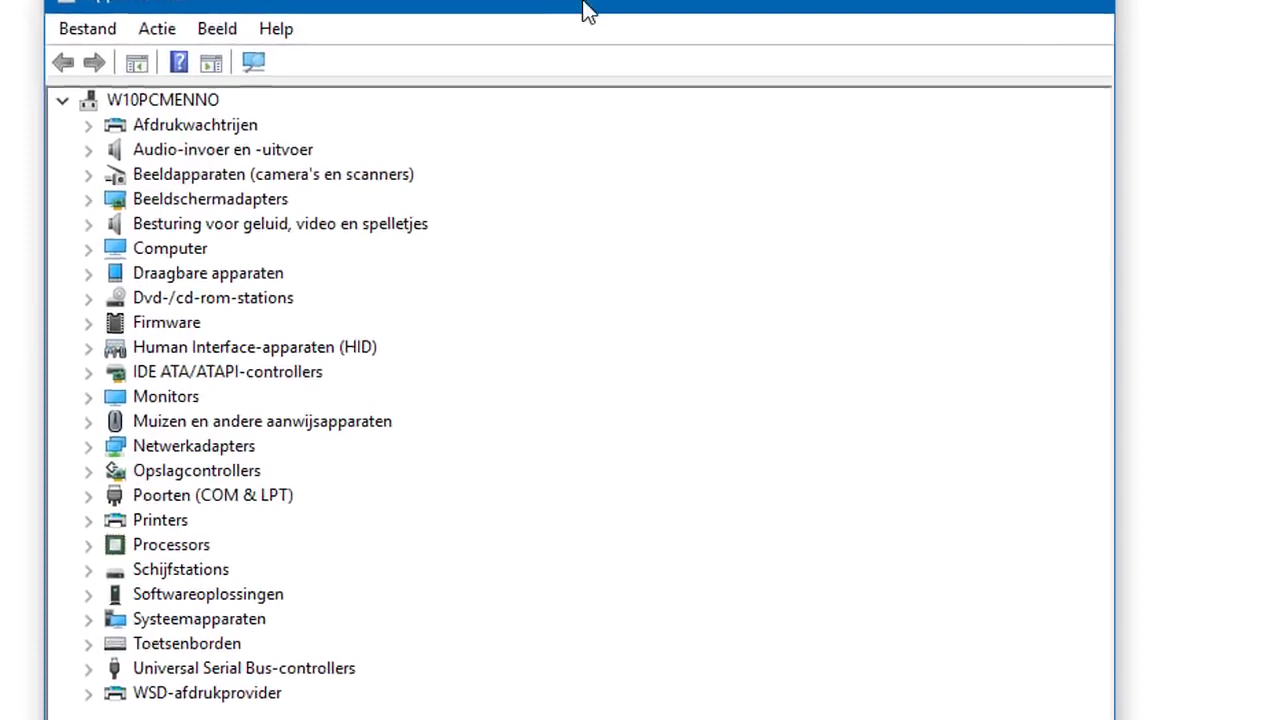 Bestand Actie Beeld Help
W10PCMENNO
Afdrukwachtrijen
Audio-invoer en -uitvoer
Beeldapparaten (camera's en scanners)
Beeldschermadapters
Besturing voor geluid, video en spelletjes
Computer
Draagbare apparaten
Dvd-/cd-rom-stations
Firmware
Human Interface-apparaten (HID)
IDE ATA/ATAPI-controllers
Monitors
Muizen en andere aanwijsapparaten
Netwerkadapters
Opslagcontrollers
Poorten (COM & LPT)
Printers
Processors
Schijfstations
Softwareoplossingen
Systeemapparaten
Toetsenborden
Universal Serial Bus-controllers
WSD-afdrukprovider